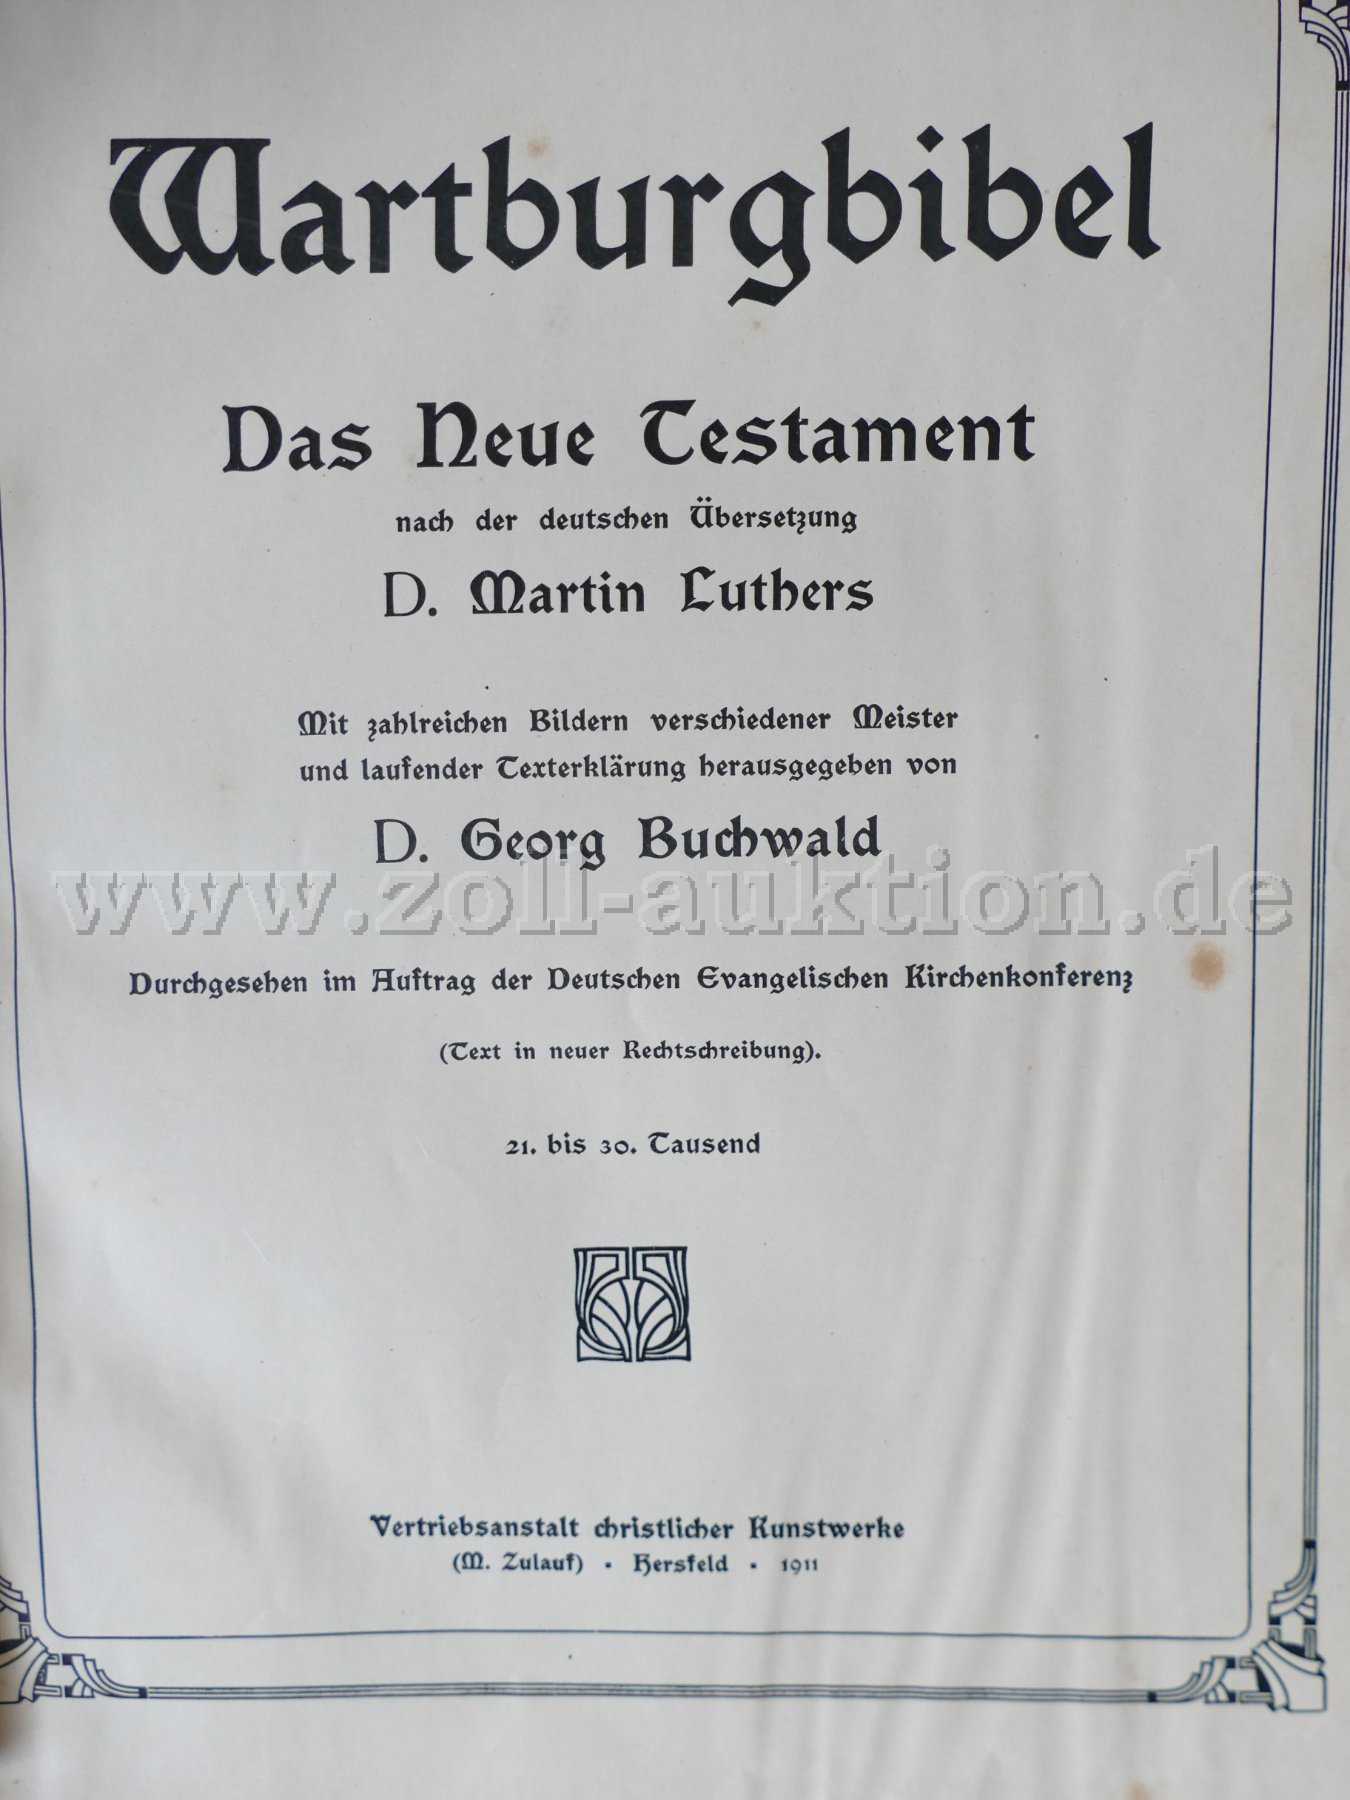 Wartburgbibel
Das Neue Testament
nach der deutschen Übersetzung
D. Martin Luthers
Mit zahlreichen Bildern verschiedener Meister
und laufender Texterklärung herausgegeben von
D. Georg Buchwald
www.zoll-auktion.de
Durchgesehen im Auftrag der Deutschen Evangelischen Kirchenkonferenz
(Text in neuer Rechtschreibung).
21. bis 30. Tausend
Vertriebsanstalt christlicher Kunstwerke
(M. Zulauf) · Hersfeld · 1911